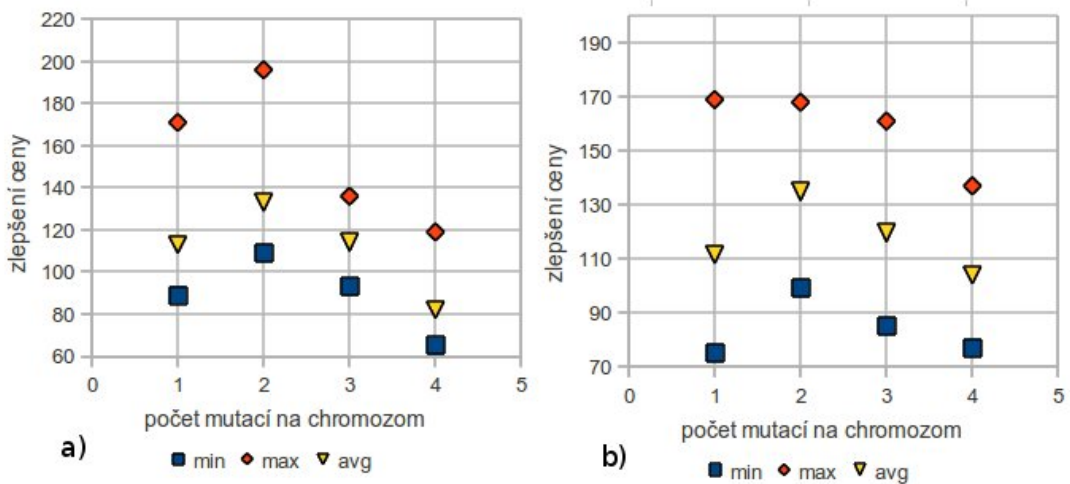 220
200
180
160
140
120
100
80
60
zlepšení ceny
0 1 2 3 4 5
počet mutací na chromozom
a)
min max avg
190
170
150
130
110
90
70
zlepšení ceny
0 1 2 3 4 5
počet mutací na chromozom
b)
min max avg